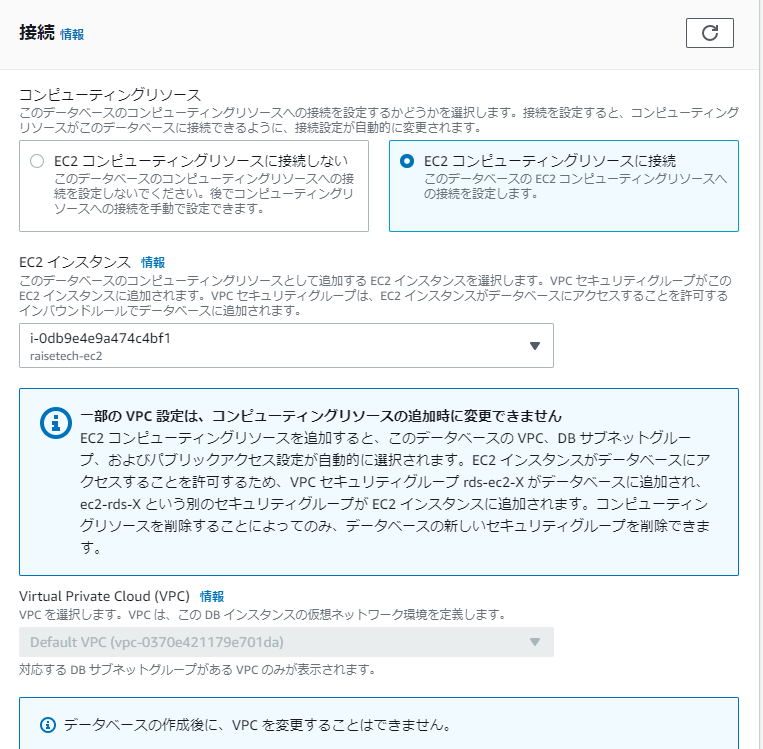 接続 情報
コンピューティングリソース
このデータベースのコンピューティングリソースへの接続を設定するかどうかを選択します。接続を設定すると、コンピューティング
リソースがこのデータベースに接続できるように、接続設定が自動的に変更されます。
EC2 コンピューティングリソースに接続しない
このデータベースのコンピューティングリソースへの接
続を設定しないでください。後でコンピューティングリ
ソースへの接続を手動で設定できます。
EC2 コンピューティングリソースに接続
このデータベースの EC2 コンピューティングリソースへ
の接続を設定します。
EC2 インスタンス 情報
このデータベースのコンピューティングリソースとして追加する EC2 インスタンスを選択します。VPC セキュリティグループがこの
EC2 インスタンスに追加されます。VPC セキュリティグループは、EC2 インスタンスがデータベースにアクセスすることを許可する
インバウンドルールでデータベースに追加されます。
i-0db9e4e9a474c4bf1
raisetech-ec2
一部の VPC 設定は、コンピューティングリソースの追加時に変更できません
EC2 コンピューティングリソースを追加すると、このデータベースの VPC、DB サブネットグルー
プ、およびパブリックアクセス設定が自動的に選択されます。EC2 インスタンスがデータベースにア
クセスすることを許可するため、VPC セキュリティグループ rds-ec2-X がデータベースに追加され、
ec2-rds-X という別のセキュリティグループが EC2 インスタンスに追加されます。コンピューティン
グリソースを削除することによってのみ、データベースの新しいセキュリティグループを削除できま
す。
Virtual Private Cloud (VPC) 情報
VPC を選択します。VPC は、この DB インスタンスの仮想ネットワーク環境を定義します。
Default VPC (vpc-0370e421179e701da)
対応する DB サブネットグループがある VPC のみが表示されます。
データベースの作成後に、VPC を変更することはできません。